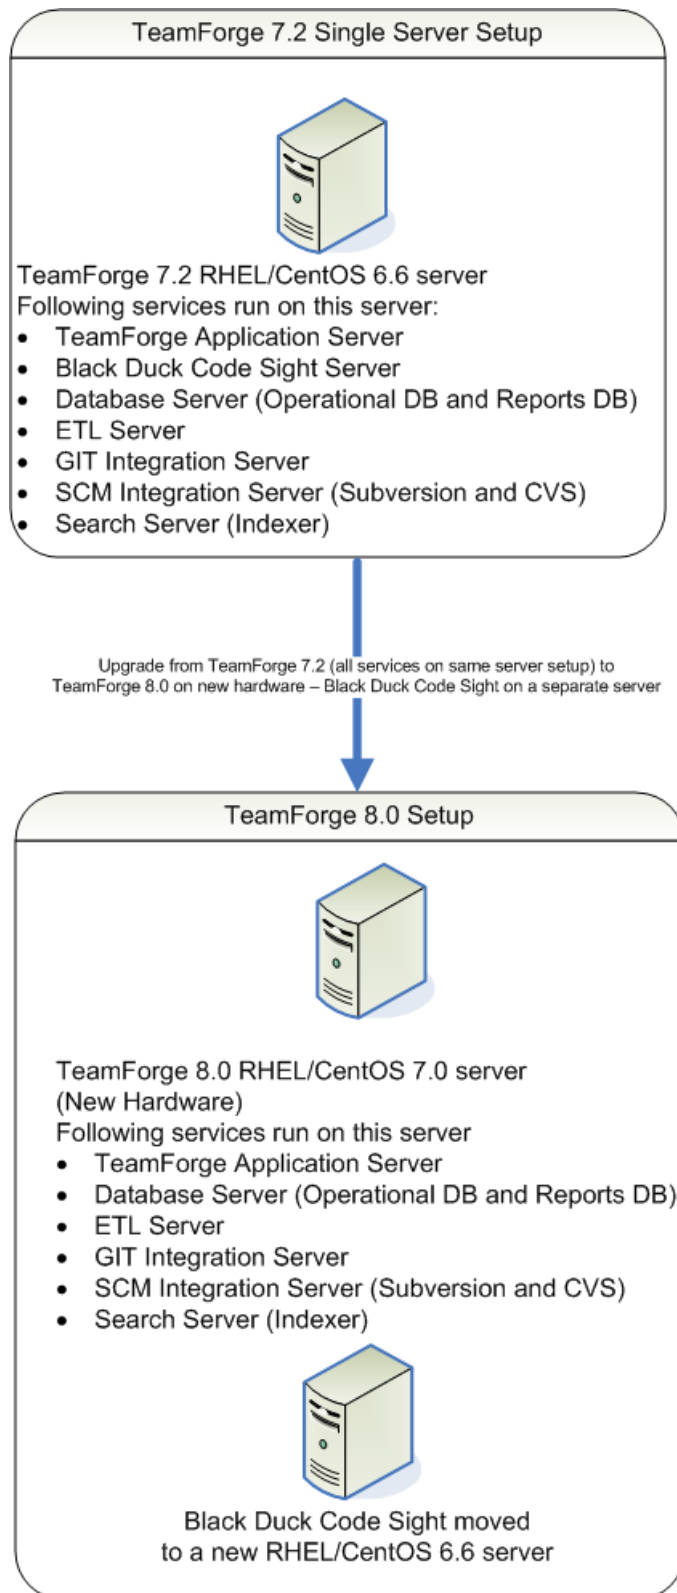 TeamForge 7.2 Single Server Setup
TeamForge 7.2 RHEL/CentOS 6.6 server
Following services run on this server:
• TeamForge Application Server
• Black Duck Code Sight Server
• Database Server (Operational DB and Reports DB)
• ETL Server
• GIT Integration Server
• SCM Integration Server (Subversion and CVS)
• Search Server (Indexer)
Upgrade from TeamForge 7.2 (all services on same server setup) to
TeamForge 8.0 on new hardware – Black Duck Code Sight on a separate server
TeamForge 8.0 Setup
TeamForge 8.0 RHEL/CentOS 7.0 server
(New Hardware)
Following services run on this server
• TeamForge Application Server
• Database Server (Operational DB and Reports DB)
• ETL Server
• GIT Integration Server
• SCM Integration Server (Subversion and CVS)
• Search Server (Indexer)
Black Duck Code Sight moved
to a new RHEL/CentOS 6.6 server